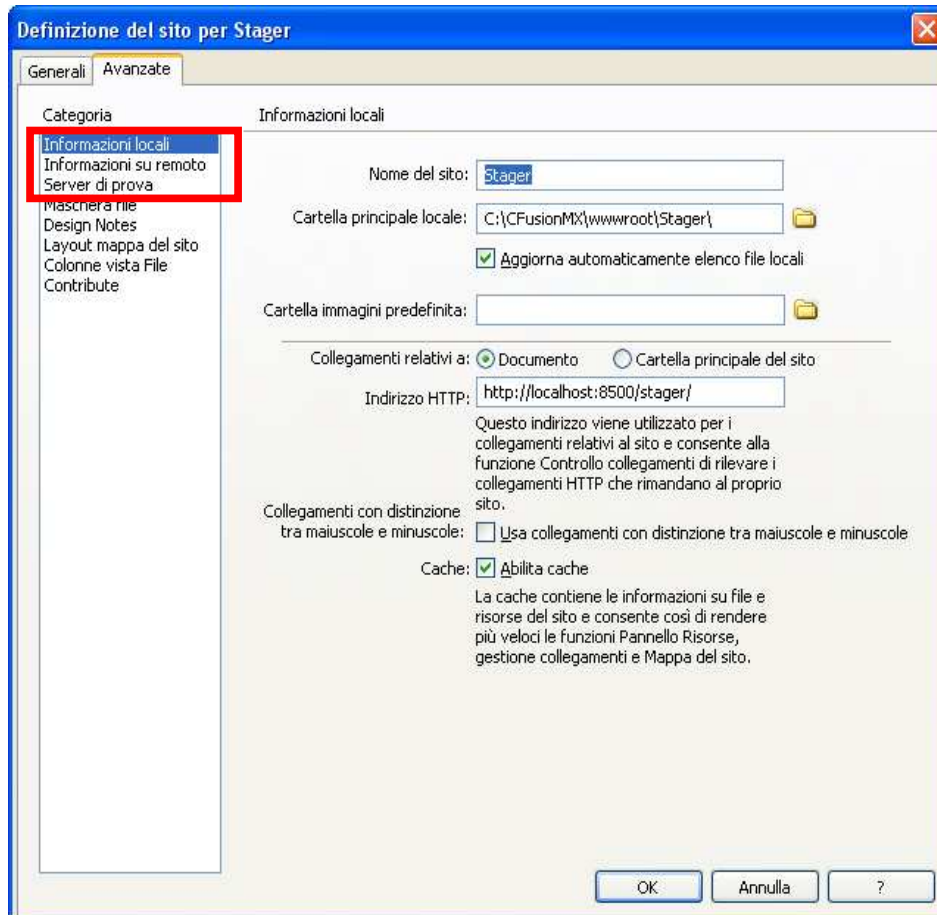 Definizione del sito per Stager
Generali Avanzate
Categoria
Informazioni locali
Informazioni su remoto
Server di prova
Maschera file
Design Notes
Layout mappa del sito
Colonne vista File
Contribute
Informazioni locali
Nome del sito: Stager
Cartella principale locale: C:\CFusionMX\wwwroot\Stager\
Aggiorna automaticamente elenco file locali
Cartella immagini predefinita:
Collegamenti relativi a: Documento Cartella principale del sito
Indirizzo HTTP: http://localhost:8500/stager/
Questo indirizzo viene utilizzato per i
collegamenti relativi al sito e consente alla
funzione Controllo collegamenti di rilevare i
collegamenti HTTP che rimandano al proprio
sito.
Collegamenti con distinzione
tra maiuscole e minuscole: Usa collegamenti con distinzione tra maiuscole e minuscole
Cache: Abilita cache
La cache contiene le informazioni su file e
risorse del sito e consente così di rendere
più veloci le funzioni Pannello Risorse,
gestione collegamenti e Mappa del sito.
OK Annulla ?